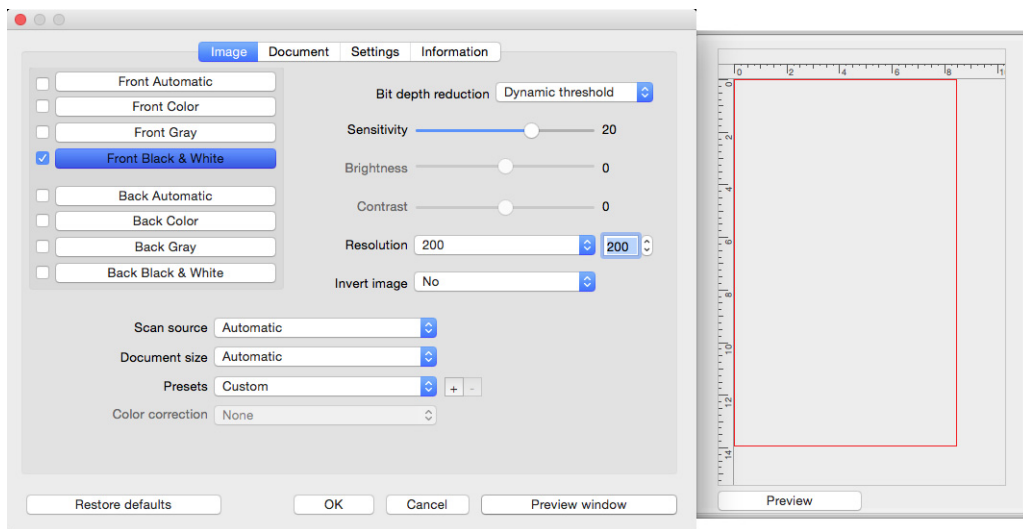 Image Document Settings Information
Front Automatic
Front Color
Front Gray
Front Black & White
Back Automatic
Back Color
Back Gray
Back Black & White
Bit depth reduction Dynamic threshold
Sensitivity 20
Brightness 0
Contrast 0
Resolution 200 200
Invert image No
Scan source Automatic
Document size Automatic
Presets Custom + -
Color correction None
Restore defaults OK Cancel Preview window
0 2 4 6 8 1
0
2
4
6
8
10
12
14
Preview